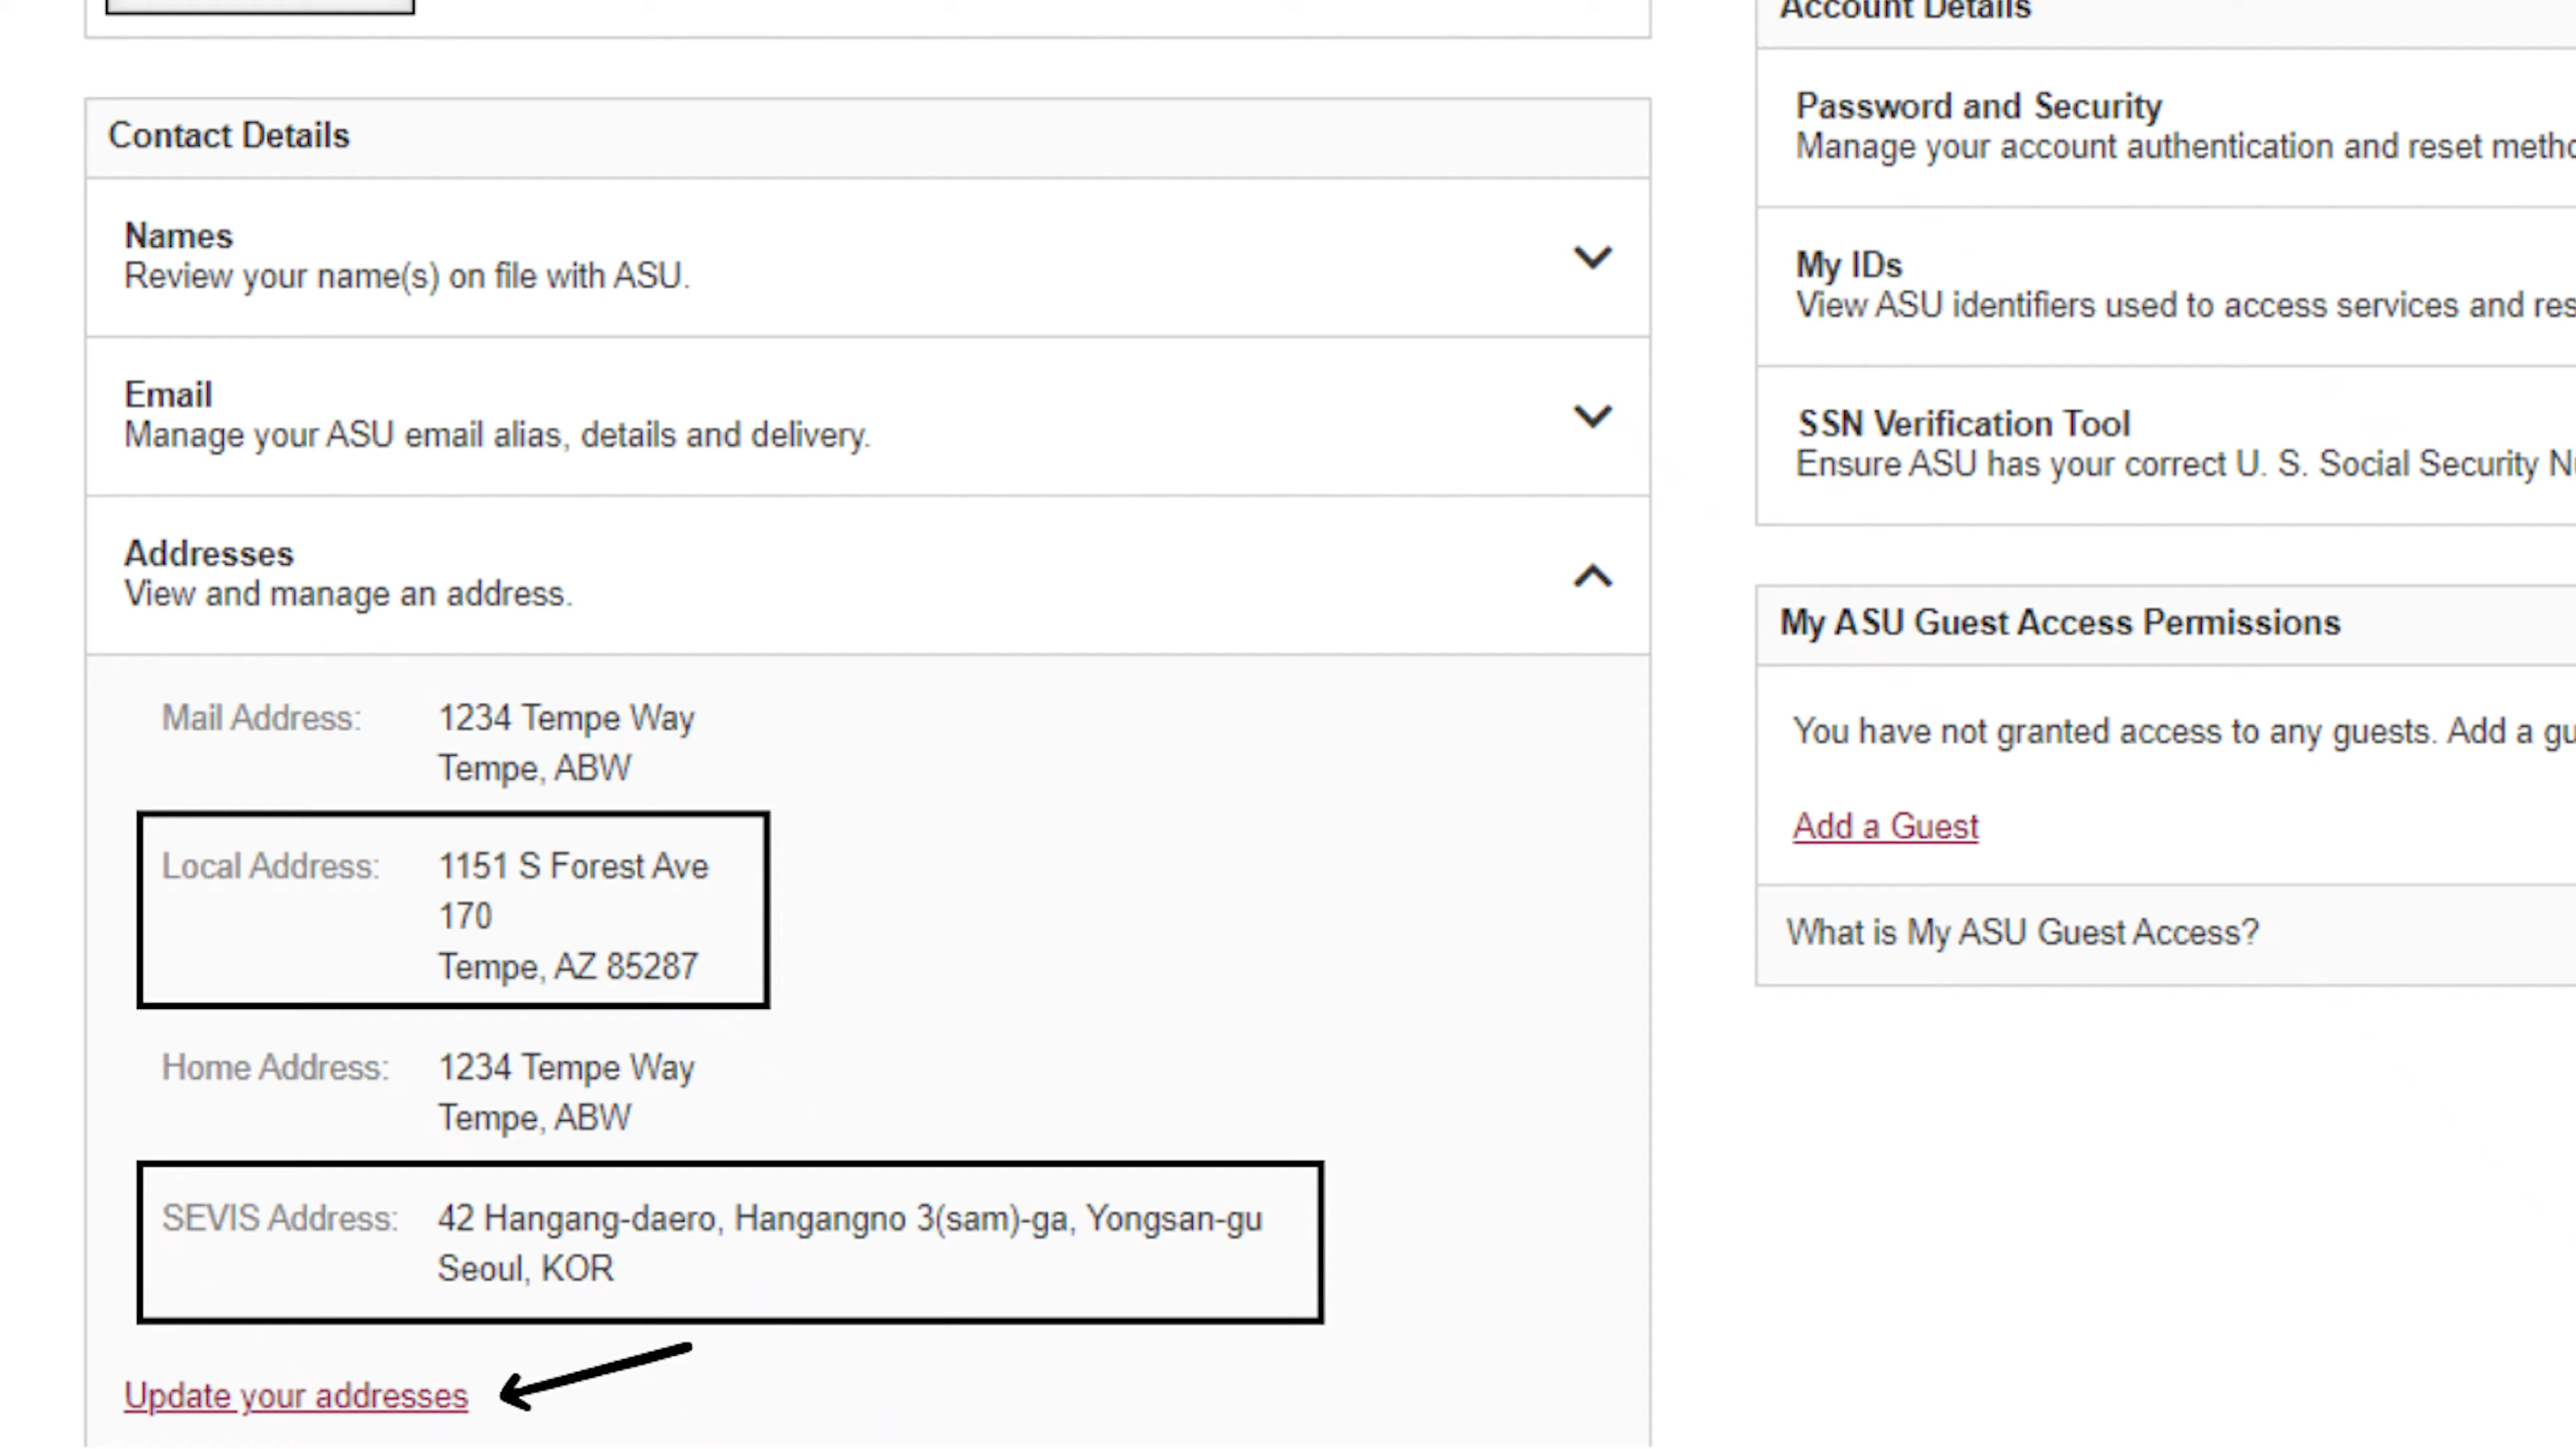 Contact Details
Names
Review your name(s) on file with ASU.
Email
Manage your ASU email alias, details and delivery.
Addresses
View and manage an address.
Mail Address: 1234 Tempe Way
Tempe, ABW
Local Address: 1151 S Forest Ave
170
Tempe, AZ 85287
Home Address: 1234 Tempe Way
Tempe, ABW
SEVIS Address: 42 Hangang-daero, Hangangno 3(sam)-ga, Yongsan-gu
Seoul, KOR
Update your addresses
Account Details
Password and Security
Manage your account authentication and reset
My IDs
View ASU identifiers used to access services and
SSN Verification Tool
Ensure ASU has your correct U. S. Social Security
My ASU Guest Access Permissions
You have not granted access to any guests. Add a
Add a Guest
What is My ASU Guest Access?